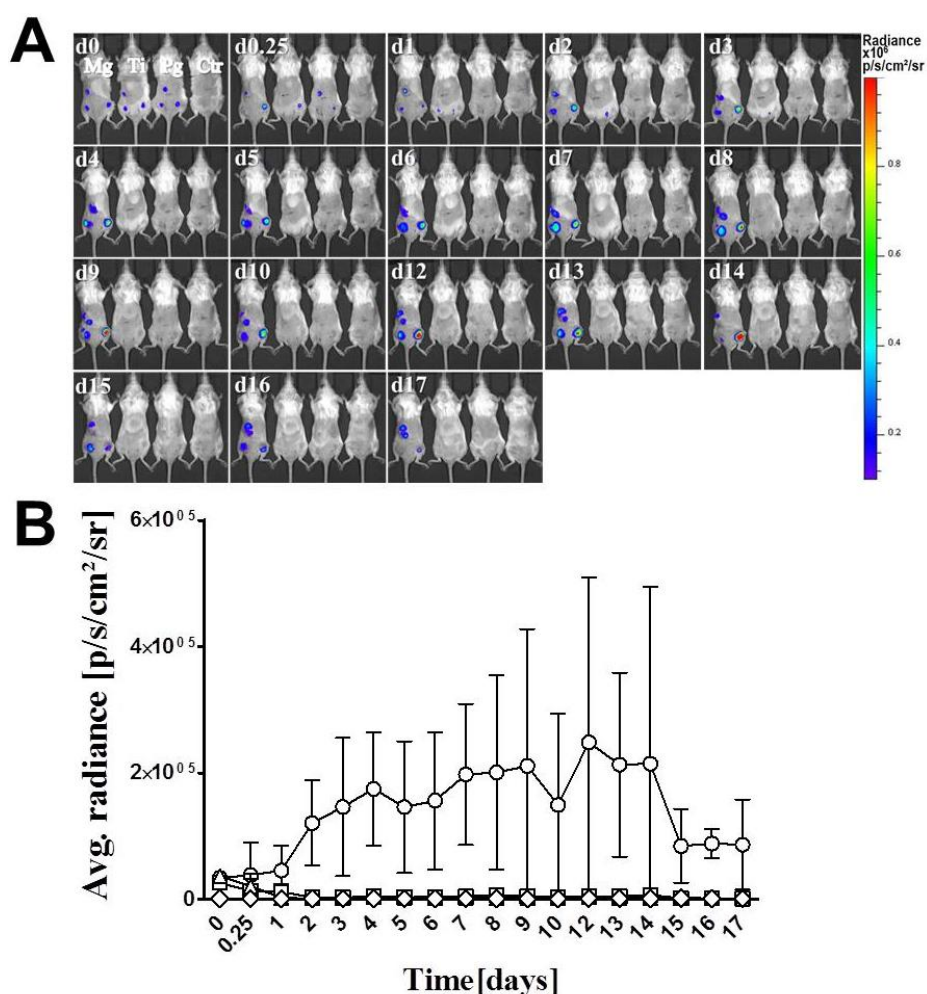 A
d0
Mg Ti Pg Ctr
d0.25
d1
d2
d3
Radiance
x10⁶
p/s/cm²/sr
0.8
0.6
0.4
0.2
d4
d5
d6
d7
d8
d9
d10
d12
d13
d14
d15
d16
d17
B
Avg. radiance [p/s/cm²/sr]
6×10⁰⁵
4×10⁰⁵
2×10⁰⁵
0
0 0.25 1 2 3 4 5 6 7 8 9 10 12 13 14 15 16 17
Time[days]